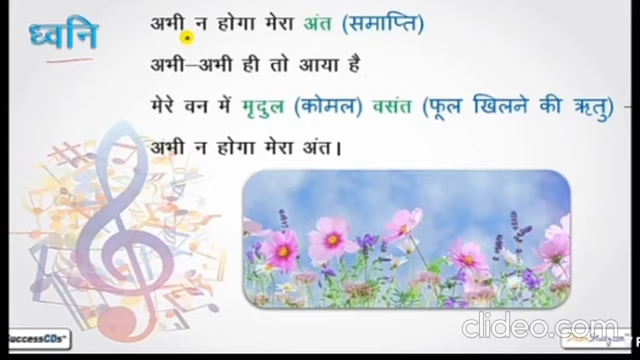 ध्वनि
अभी न होगा मेरा अंत (समाप्ति)
अभी–अभी ही तो आया है
मेरे वन में मृदुल (कोमल) वसंत (फूल खिलने की ऋतु)
अभी न होगा मेरा अंत।
SuccessCDs
clideo.com